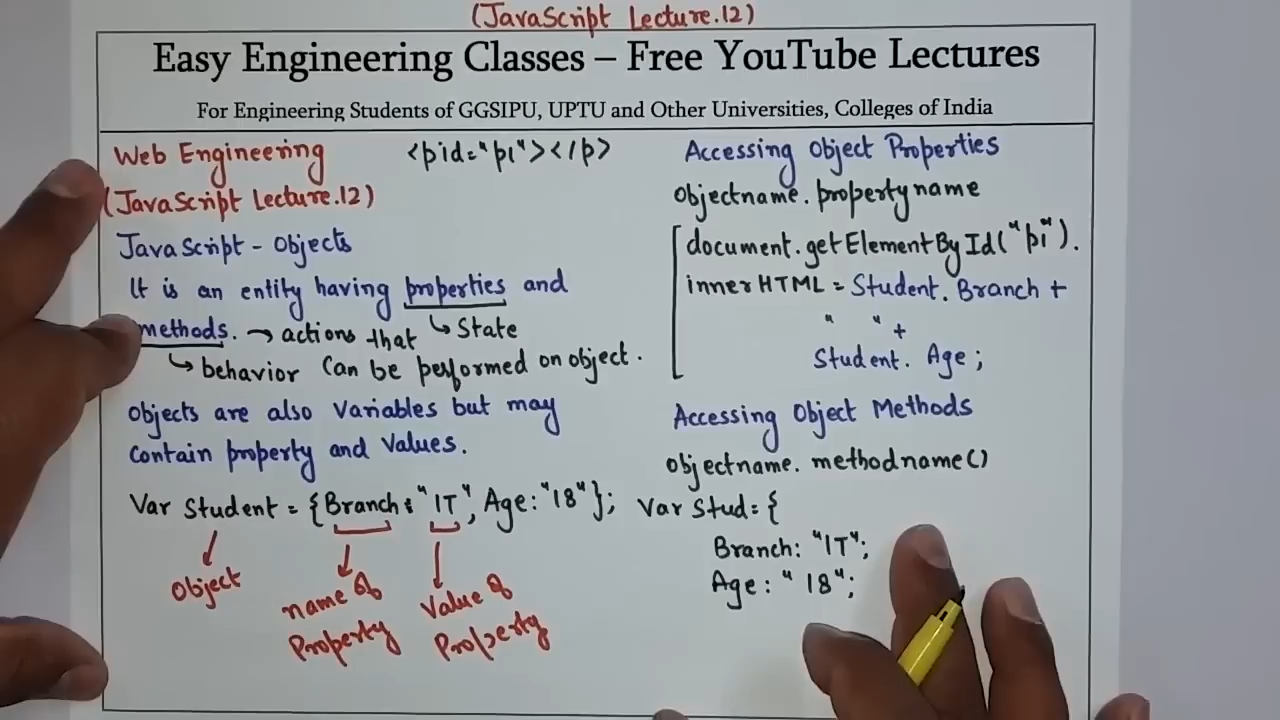 (JavaScript Lecture.12)
Easy Engineering Classes – Free YouTube Lectures
For Engineering Students of GGSIPU, UPTU and Other Universities, Colleges of India
Web Engineering
<pid="p1"></p>
(JavaScript Lecture.12)
JavaScript - Objects
It is an entity having properties and
methods. → actions that ↳ State
↳ behavior can be performed on object.
Objects are also Variables but may
Contain property and Values.
Var Student = {Branch: "IT", Age: "18"};
Object
name of
Property
Value of
Property
Accessing Object Properties
Objectname. propertyname
document. getElementById("p1").
innerHTML = Student. Branch +
" " +
Student. Age;
Accessing Object Methods
objectname. methodname()
Var Stud= {
Branch: "IT";
Age: "18";